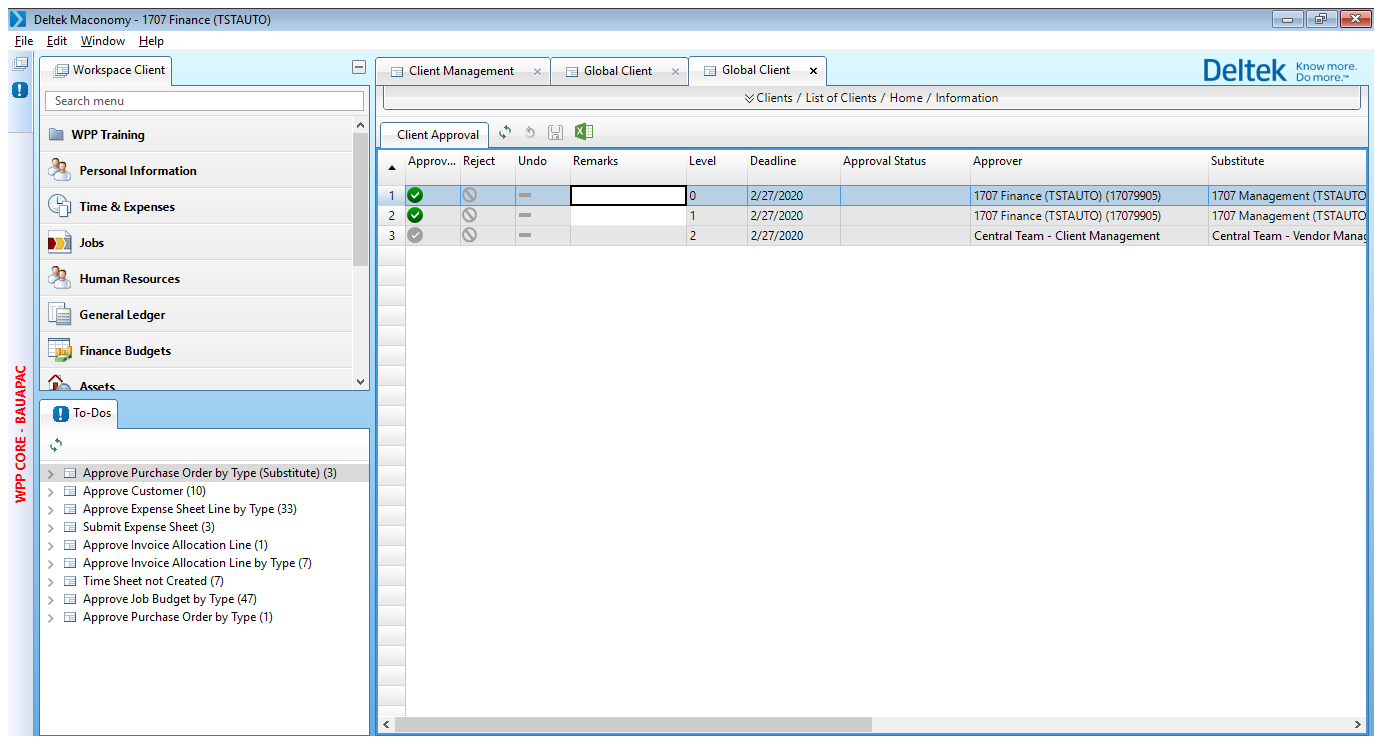 Deltek Maconomy - 1707 Finance (TSTAUTO)
File Edit Window Help
Workspace Client
Search menu
WPP Training
Personal Information
Time & Expenses
Jobs
Human Resources
General Ledger
Finance Budgets
Assets
WPP CORE - BAUAPAC
To-Dos
Approve Purchase Order by Type (Substitute) (3)
Approve Customer (10)
Approve Expense Sheet Line by Type (33)
Submit Expense Sheet (3)
Approve Invoice Allocation Line (1)
Approve Invoice Allocation Line by Type (7)
Time Sheet not Created (7)
Approve Job Budget by Type (47)
Approve Purchase Order by Type (1)
Client Management Global Client Global Client
Deltek Know more.
Do more.™
Clients / List of Clients / Home / Information
Client Approval
Approv... Reject Undo Remarks Level Deadline Approval Status Approver Substitute
1 0 2/27/2020 1707 Finance (TSTAUTO) (17079905) 1707 Management (TSTAUTO
2 1 2/27/2020 1707 Finance (TSTAUTO) (17079905) 1707 Management (TSTAUTO
3 2 2/27/2020 Central Team - Client Management Central Team - Vendor Manag